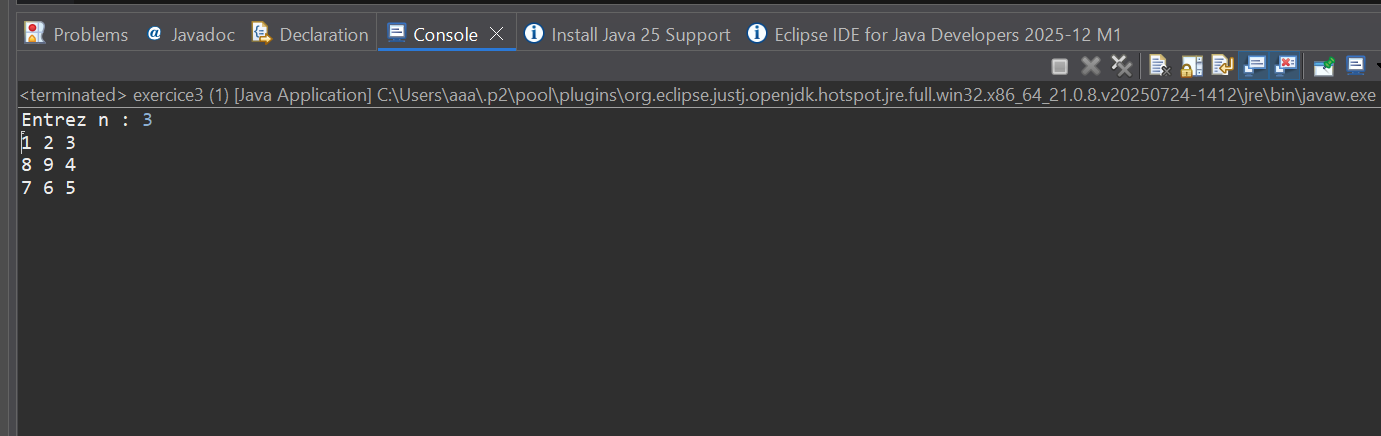 Problems @ Javadoc Declaration Console Install Java 25 Support Eclipse IDE for Java Developers 2025-12 M1
<terminated> exercice3 (1) [Java Application] C:\Users\aaa\.p2\pool\plugins\org.eclipse.justj.openjdk.hotspot.jre.full.win32.x86_64_21.0.8.v20250724-1412\jre\bin\javaw.exe
Entrez n : 3
1 2 3
8 9 4
7 6 5